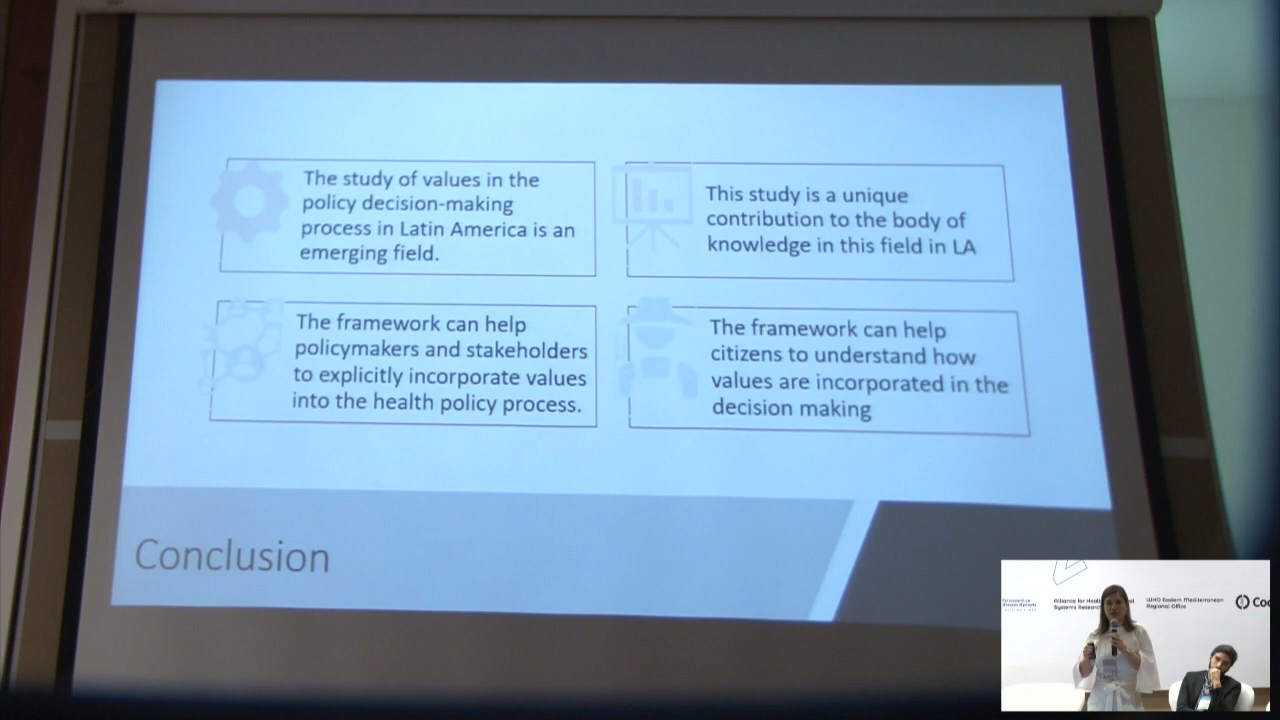 The study of values in the
policy decision-making
process in Latin America is an
emerging field.
This study is a unique
contribution to the body of
knowledge in this field in LA
The framework can help
policymakers and stakeholders
to explicitly incorporate values
into the health policy process.
The framework can help
citizens to understand how
values are incorporated in the
decision making
Conclusion
Alliance for Heal
Systems Resear
WHO Eastern Mediterranean
Regional Office
Coc